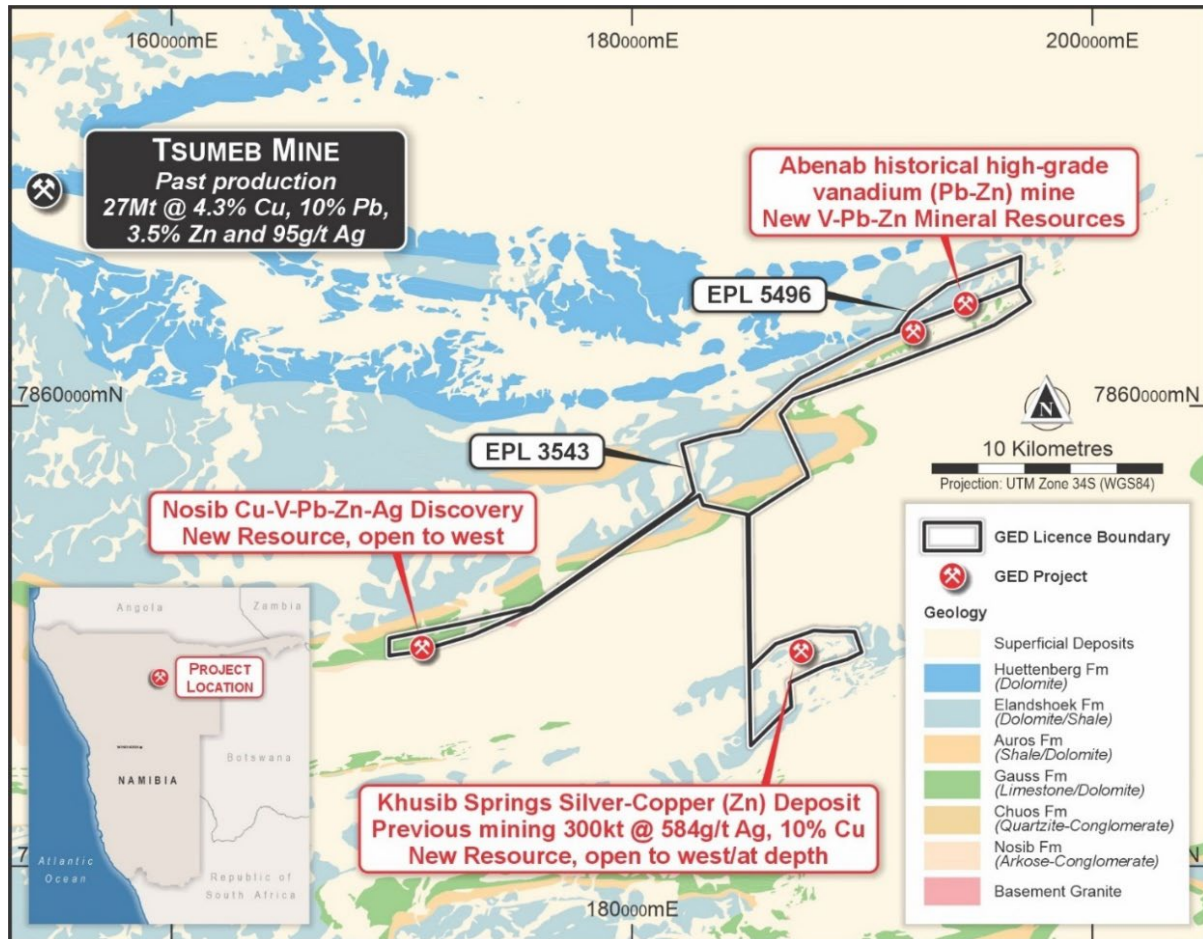 160000mE
180000mE
200000mE
TSUMEB MINE
Past production
27Mt @ 4.3% Cu, 10% Pb,
3.5% Zn and 95g/t Ag
Abenab historical high-grade
vanadium (Pb-Zn) mine
New V-Pb-Zn Mineral Resources
EPL 5496
7860000mN
7860000mN
N
10 Kilometres
Projection: UTM Zone 34S (WGS84)
EPL 3543
Nosib Cu-V-Pb-Zn-Ag Discovery
New Resource, open to west
GED Licence Boundary
GED Project
Geology
Superficial Deposits
Huettenberg Fm
(Dolomite)
Elandshoek Fm
(Dolomite/Shale)
Auros Fm
(Shale/Dolomite)
Gauss Fm
(Limestone/Dolomite)
Chuos Fm
(Quartzite-Conglomerate)
Nosib Fm
(Arkose-Conglomerate)
Basement Granite
Angola
Zambia
PROJECT
LOCATION
Botswana
NAMIBIA
Atlantic
Ocean
Republic of
South Africa
Khusib Springs Silver-Copper (Zn) Deposit
Previous mining 300kt @ 584g/t Ag, 10% Cu
New Resource, open to west/at depth
7
N
180000mE